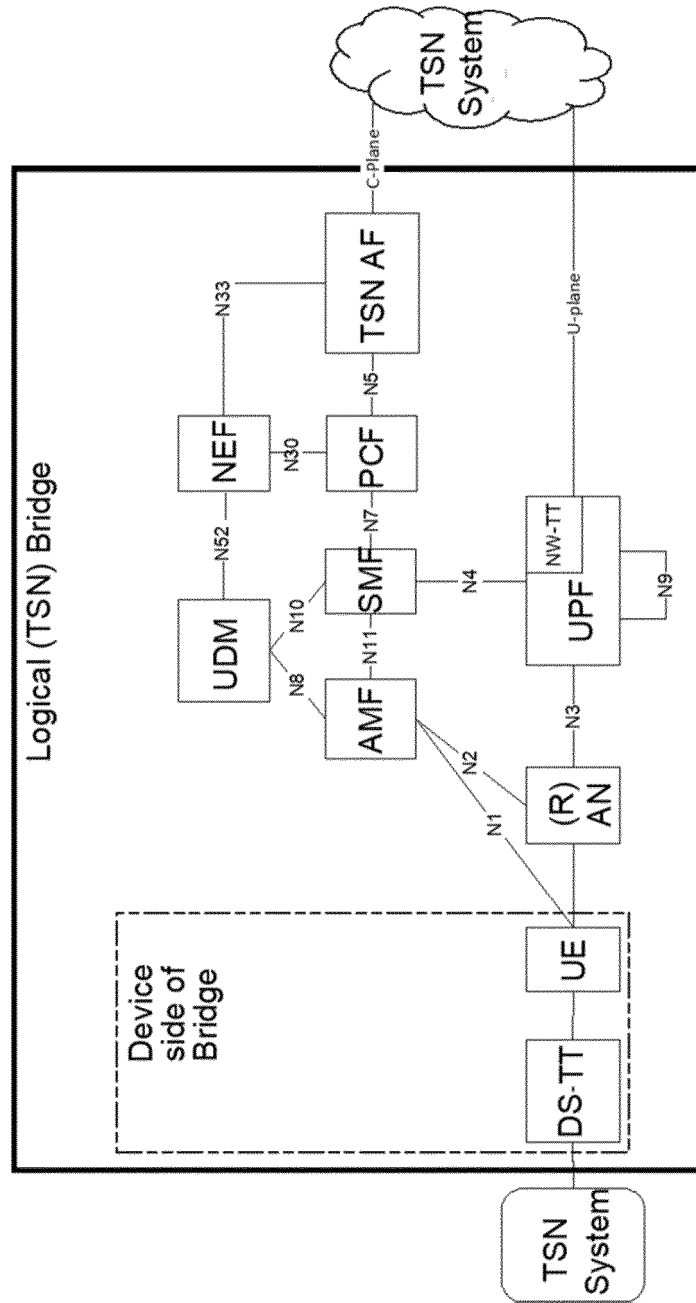 Logical (TSN) Bridge
UDM
N52
NEF
N33
N8
N10
N30
AMF
N11
SMF
N7
PCF
N5
TSN AF
C-Plane
TSN
System
Device
side of
Bridge
N1
N2
N4
TSN
System
DS-TT
UE
(R)
AN
N3
UPF
NW-TT
N9
U-plane